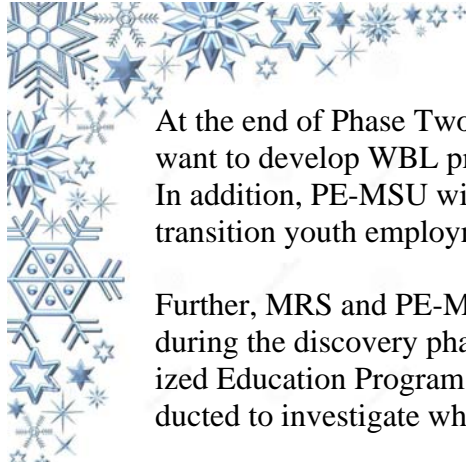 At the end of Phase Two
want to develop WBL pr
In addition, PE-MSU wi
transition youth employm
Further, MRS and PE-M
during the discovery pha
ized Education Program
ducted to investigate wh